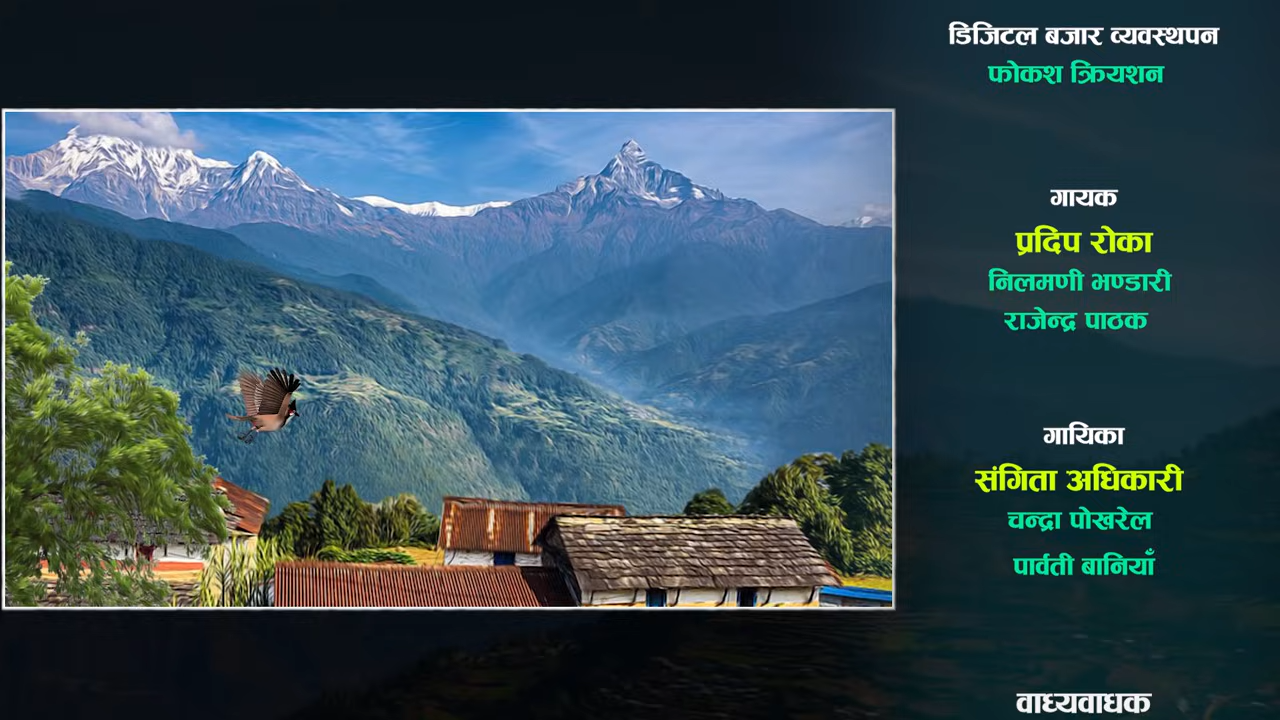 डिजिटल बजार व्यवस्थपन
फोकश क्रियशन
गायक
प्रदिप रोका
निलमणी भण्डारी
राजेन्द्र पाठक
गायिका
संगिता अधिकारी
चन्द्रा पोखरेल
पार्वती बानियाँ
वाध्यवाधक